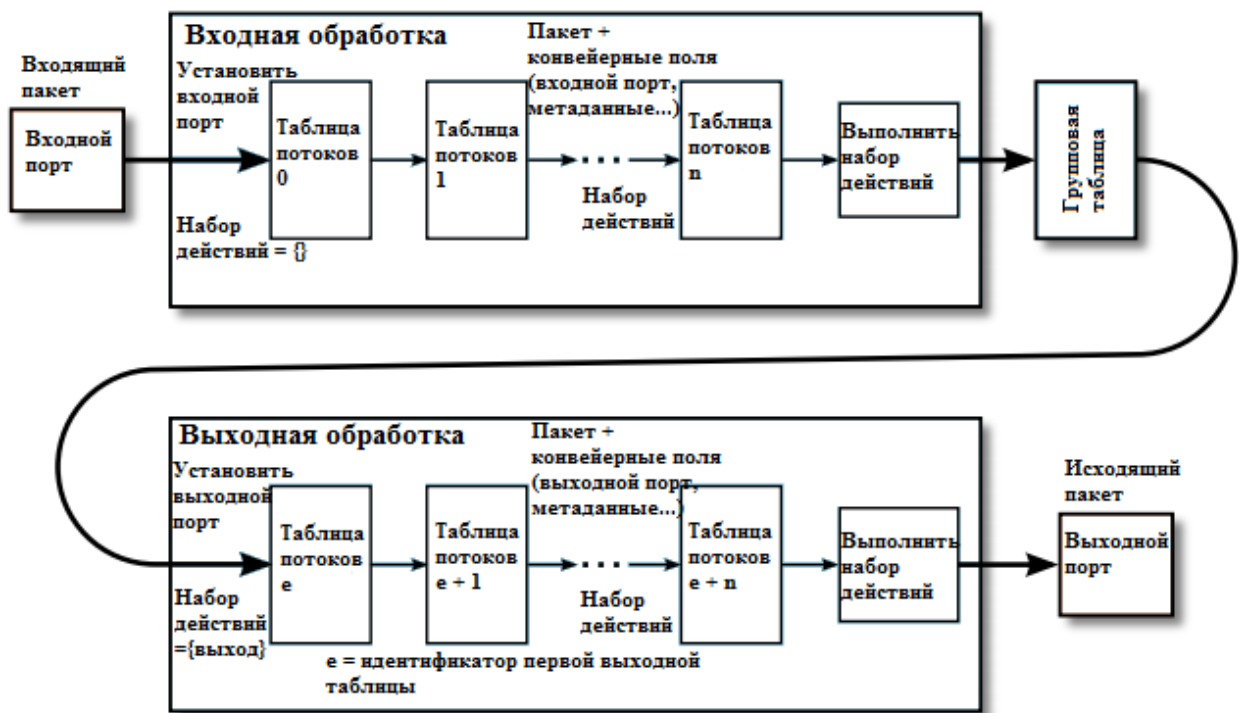 Входная обработка
Входящий
пакет
Входной
порт
Установить
входной
порт
Набор
действий = {}
Таблица
потоков
0
Таблица
потоков
1
Пакет +
конвейерные поля
(входной порт,
метаданные...)
...
Набор
действий
Таблица
потоков
n
Выполнить
набор
действий
Групповая
таблица
Выходная обработка
Установить
выходной
порт
Набор
действий
={выход}
Таблица
потоков
e
Таблица
потоков
e + 1
Пакет +
конвейерные поля
(выходной порт,
метаданные...)
...
Набор
действий
Таблица
потоков
e + n
Выполнить
набор
действий
Исходящий
пакет
Выходной
порт
e = идентификатор первой выходной
таблицы